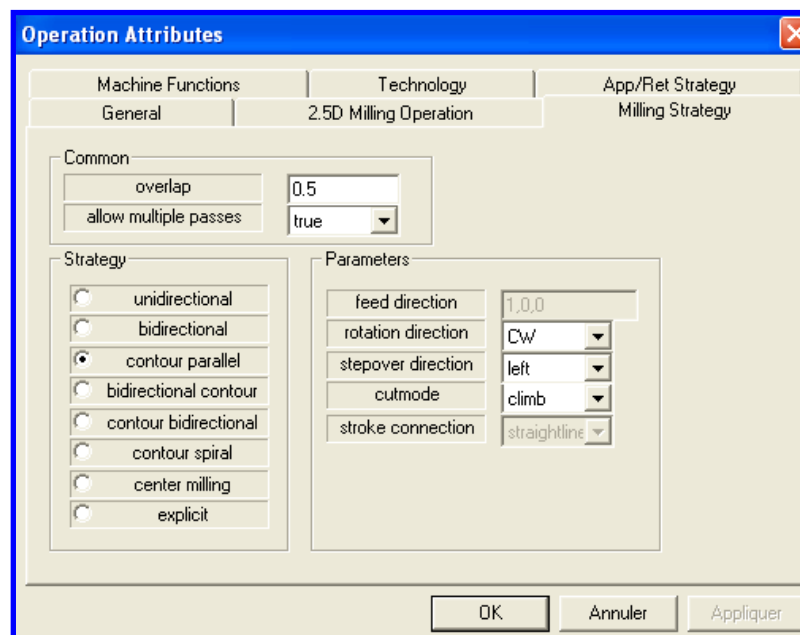 Operation Attributes
Machine Functions Technology App/Ret Strategy
General 2.5D Milling Operation Milling Strategy
Common
overlap 0.5
allow multiple passes true
Strategy Parameters
unidirectional feed direction 1,0,0
bidirectional rotation direction CW
contour parallel stepover direction left
bidirectional contour cutmode climb
contour bidirectional stroke connection straightline
contour spiral
center milling
explicit
OK Annuler Appliquer